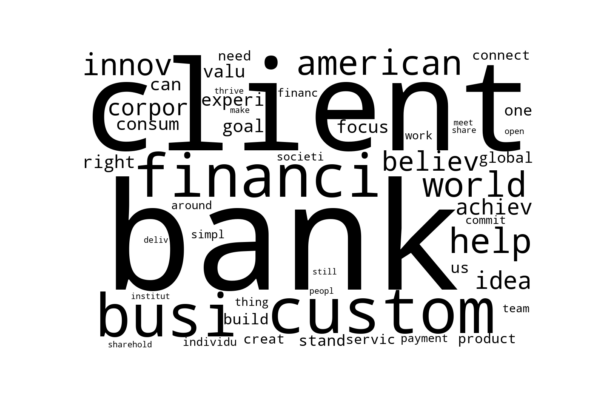 need connect
innov american
client
can valu
thrive financ
experi
corpor make one
consum goal focus meet
work share open
right financi societi believ global
world
around achiev
bank commit
simpl help
deliv
still us idea
institut peopl
busi thing custom
build team
sharehold individu creat stand servic payment product